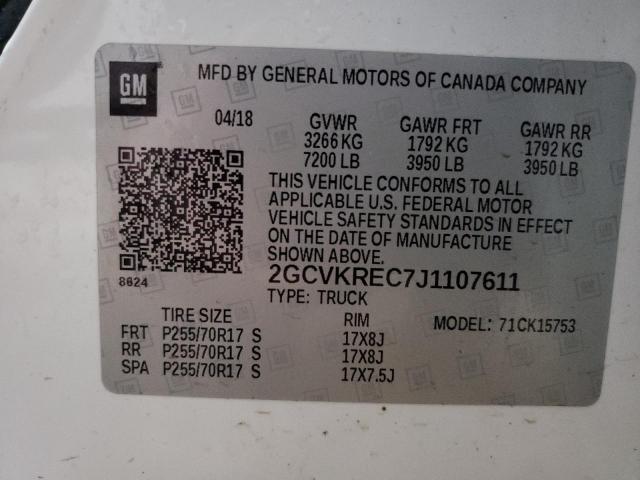 GM
MFD BY GENERAL MOTORS OF CANADA COMPANY
04/18 GVWR GAWR FRT GAWR RR
3266 KG 1792 KG 1792 KG
7200 LB 3950 LB 3950 LB
THIS VEHICLE CONFORMS TO ALL
APPLICABLE U.S. FEDERAL MOTOR
VEHICLE SAFETY STANDARDS IN EFFECT
ON THE DATE OF MANUFACTURE
SHOWN ABOVE.
8624
2GCVKREC7J1107611
TYPE: TRUCK
TIRE SIZE RIM MODEL: 71CK15753
FRT P255/70R17 S 17X8J
RR P255/70R17 S 17X8J
SPA P255/70R17 S 17X7.5J